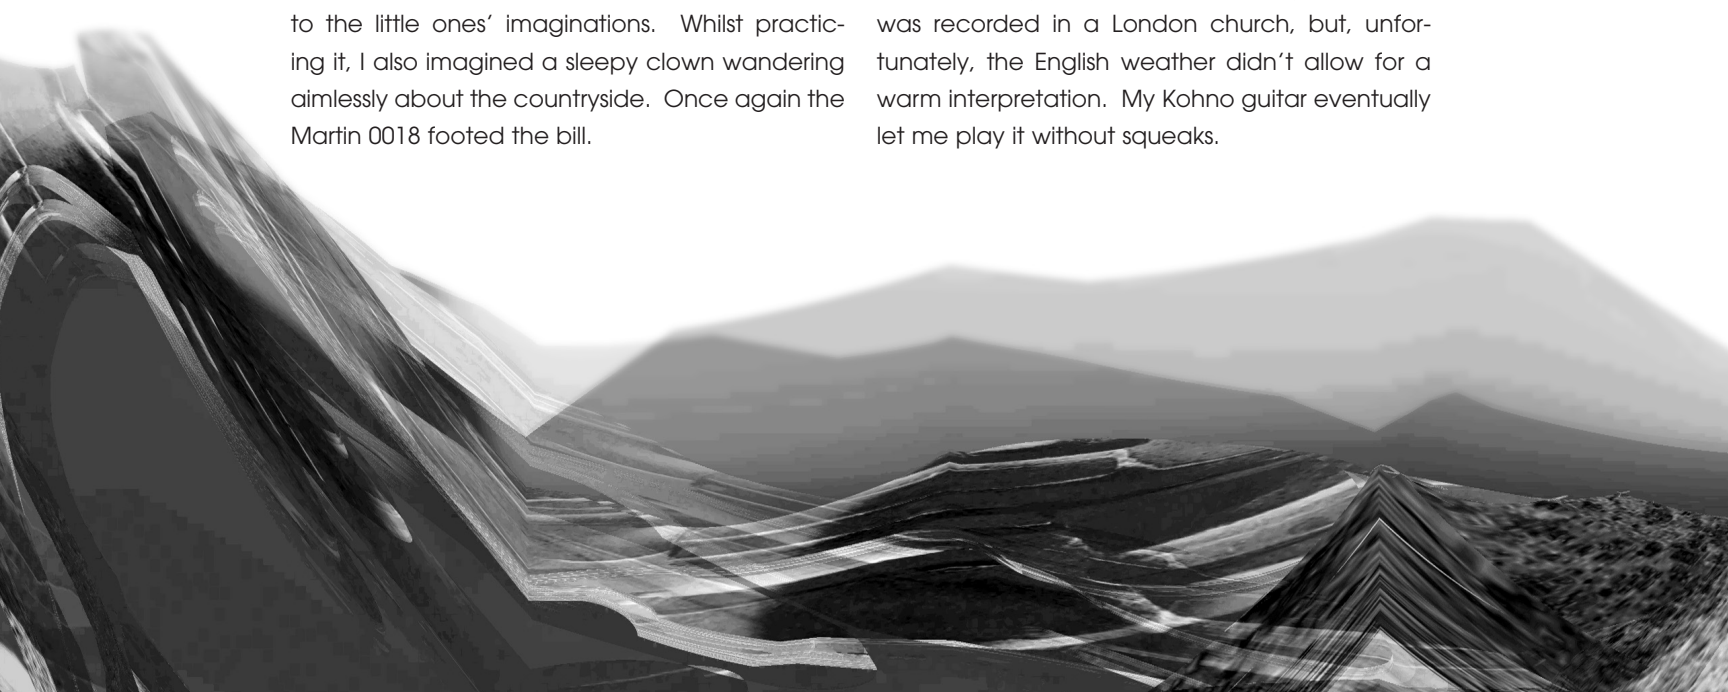 to the little ones’ imaginations.  Whilst practic-
ing it, I also imagined a sleepy clown wandering
aimlessly about the countryside.  Once again the
Martin 0018 footed the bill.
was recorded in a London church, but, unfor-
tunately, the English weather didn’t allow for a
warm interpretation.  My Kohno guitar eventually
let me play it without squeaks.